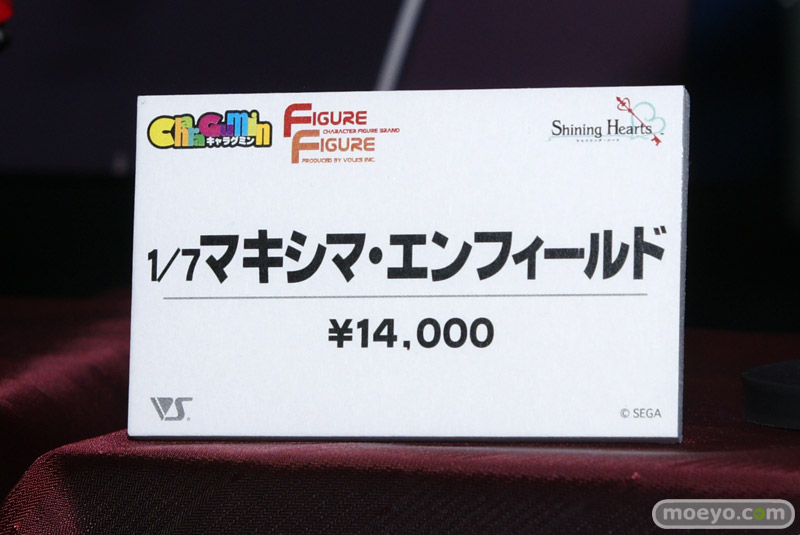 CharaGumin
キャラグミン
FIGURE
CHARACTER FIGURE BRAND
FIGURE
PRODUCED BY VOLKS INC.
Shining Hearts
1/7マキシマ・エンフィールド
¥14,000
VS.
© SEGA
moeyo.com